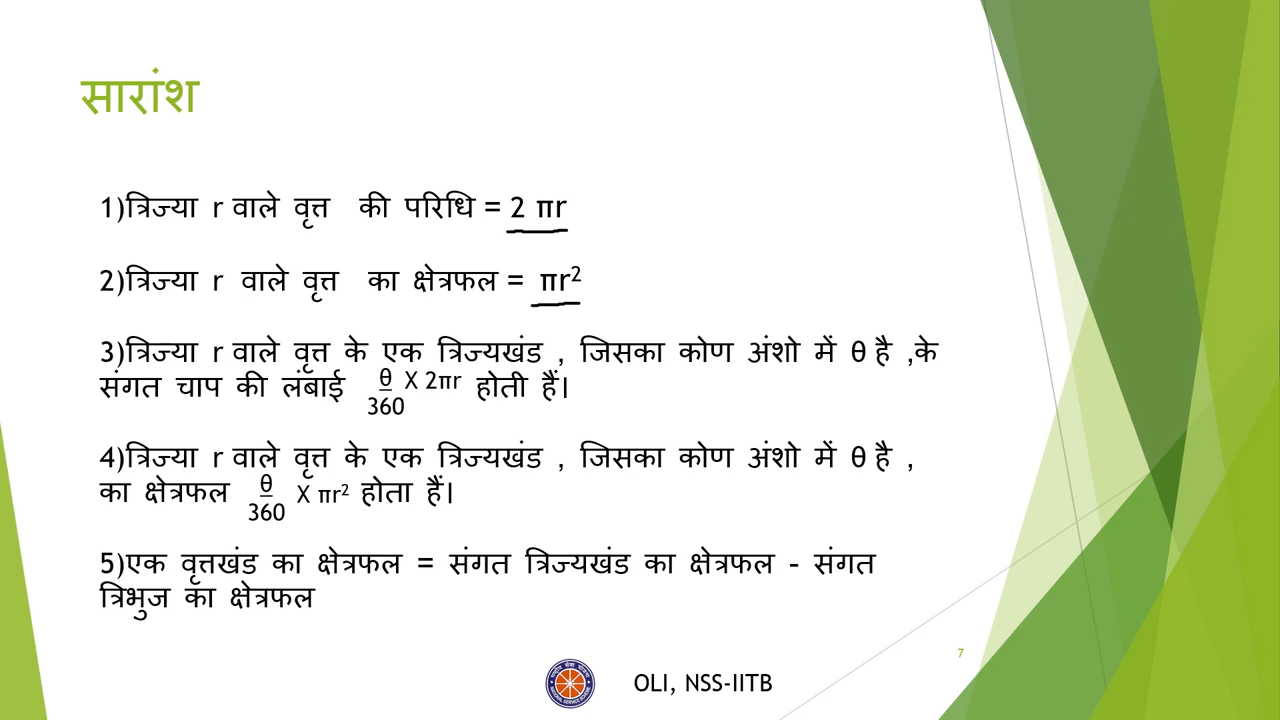 सारांश
1)त्रिज्या r वाले वृत्त की परिधि = 2 πr
2)त्रिज्या r वाले वृत्त का क्षेत्रफल = πr²
3)त्रिज्या r वाले वृत्त के एक त्रिज्यखंड , जिसका कोण अंशो में θ है ,के
संगत चाप की लंबाई θ/360 X 2πr होती हैं।
4)त्रिज्या r वाले वृत्त के एक त्रिज्यखंड , जिसका कोण अंशो में θ है ,
का क्षेत्रफल θ/360 X πr² होता हैं।
5)एक वृत्तखंड का क्षेत्रफल = संगत त्रिज्यखंड का क्षेत्रफल - संगत
त्रिभुज का क्षेत्रफल
7
OLI, NSS-IITB